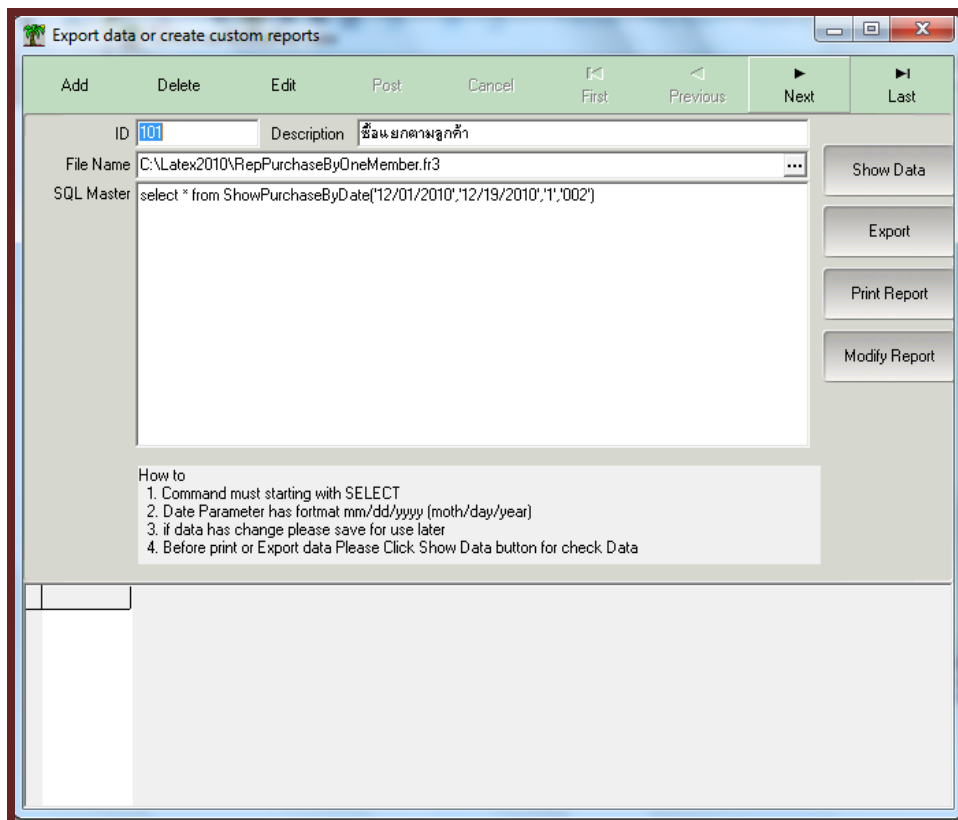 Export data or create custom reports
Add Delete Edit Post Cancel First Previous Next Last
ID 101 Description ซื้อแยกตามลูกค้า
File Name C:\Latex2010\RepPurchaseByOneMember.fr3 ...
Show Data
SQL Master select * from ShowPurchaseByDate('12/01/2010','12/19/2010','1','002')
Export
Print Report
Modify Report
How to
1. Command must starting with SELECT
2. Date Parameter has fortmat mm/dd/yyyy (moth/day/year)
3. if data has change please save for use later
4. Before print or Export data Please Click Show Data button for check Data